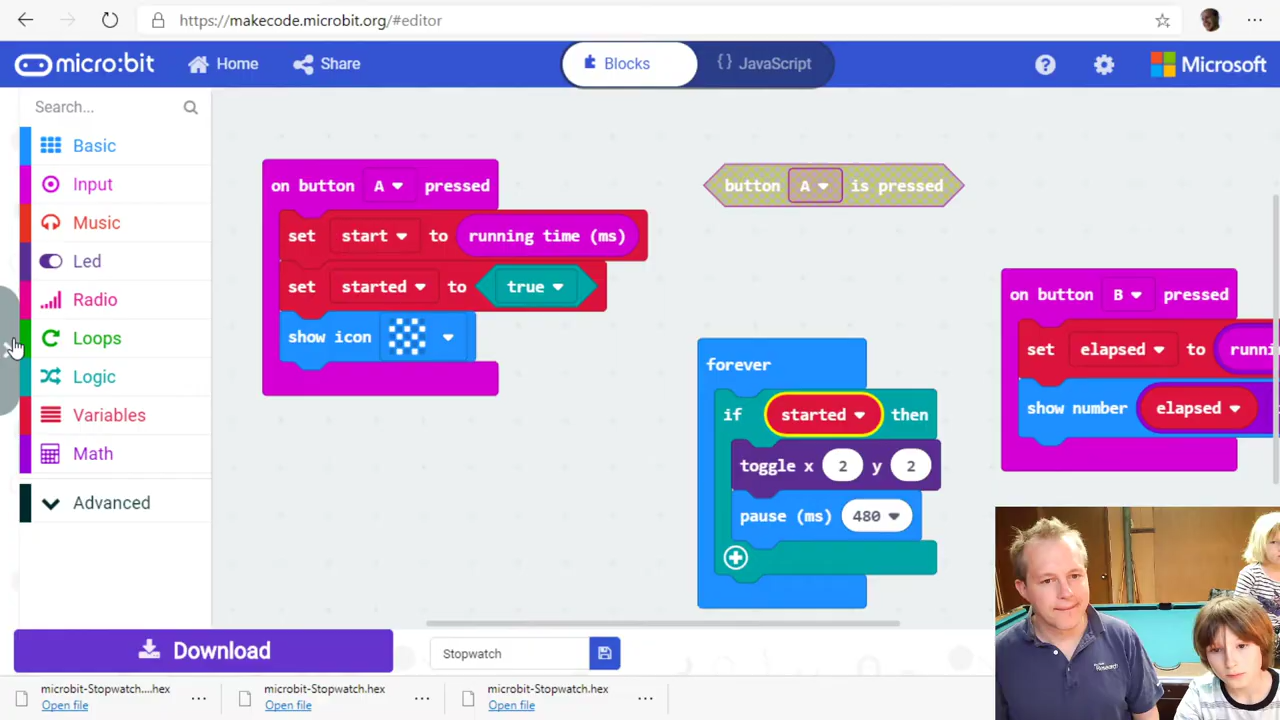 https://makecode.microbit.org/#editor
micro:bit
Home
Share
Blocks
{} JavaScript
?
Microsoft
Search...
Basic
Input
Music
Led
Radio
Loops
Logic
Variables
Math
Advanced
on button A pressed
set start to running time (ms)
set started to true
show icon
button A is pressed
forever
if started then
toggle x 2 y 2
pause (ms) 480
on button B pressed
set elapsed to runni
show number elapsed
Download
Stopwatch
microbit-Stopwatch....hex
Open file
microbit-Stopwatch.hex
Open file
microbit-Stopwatch.hex
Open file